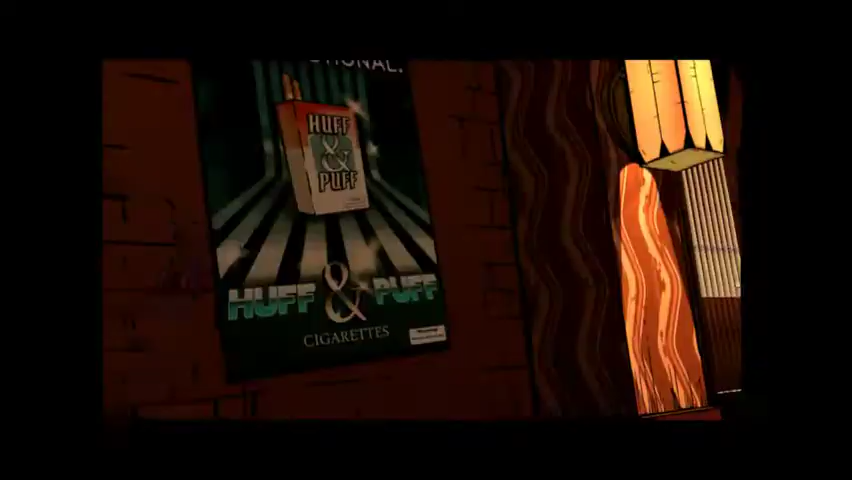 HUFF
&
PUFF
HUFF & PUFF
CIGARETTES